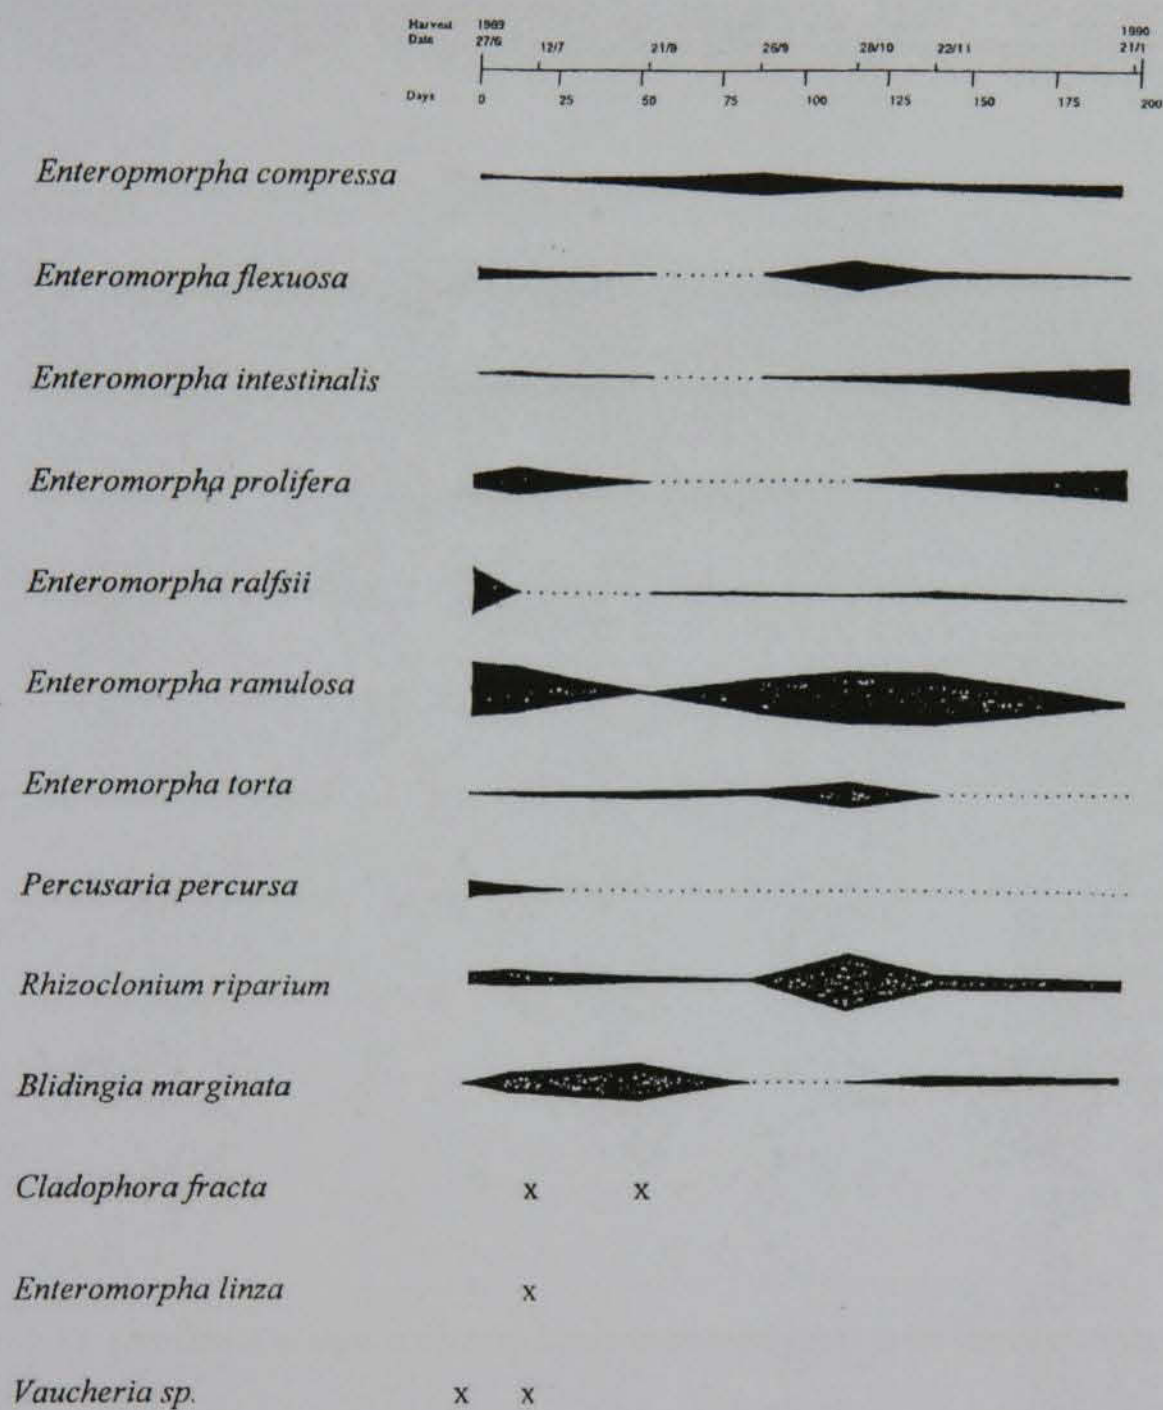 Harvest 1989 1990
Date 27/6 12/7 21/8 26/9 28/10 22/11 21/1
Days 0 25 50 75 100 125 150 175 200
Enteropmorpha compressa
Enteromorpha flexuosa
Enteromorpha intestinalis
Enteromorpha prolifera
Enteromorpha ralfsii
Enteromorpha ramulosa
Enteromorpha torta
Percusaria percursa
Rhizoclonium riparium
Blidingia marginata
Cladophora fracta x x
Enteromorpha linza x
Vaucheria sp. x x